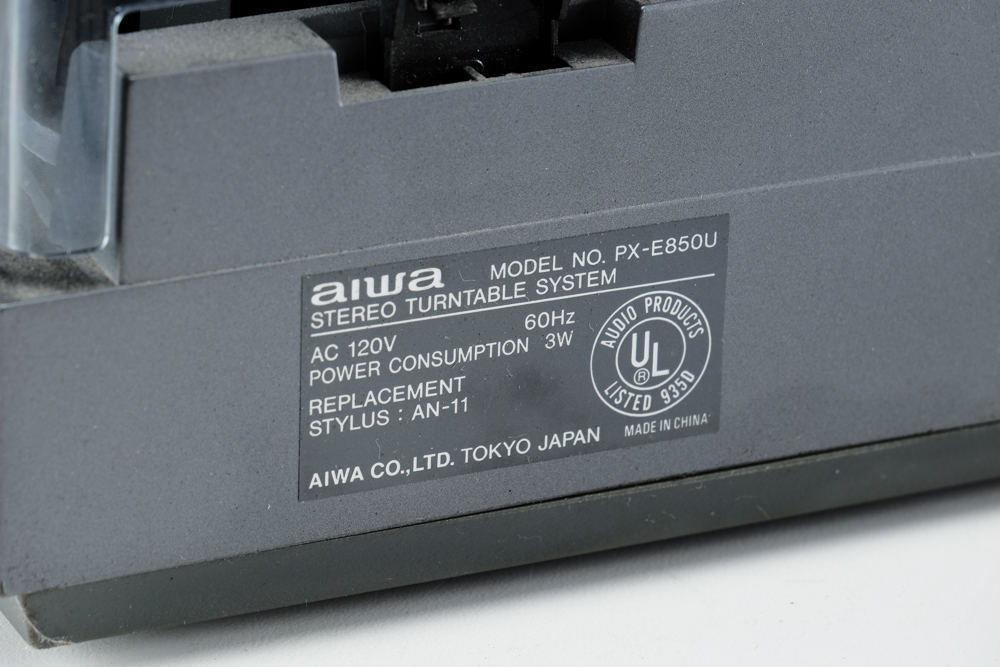 aiwa MODEL NO. PX-E850U
STEREO TURNTABLE SYSTEM
AC 120V 60Hz
POWER CONSUMPTION 3W
REPLACEMENT
STYLUS : AN-11
AIWA CO.,LTD. TOKYO JAPAN
AUDIO PRODUCTS
UL ®
LISTED 935D
MADE IN CHINA